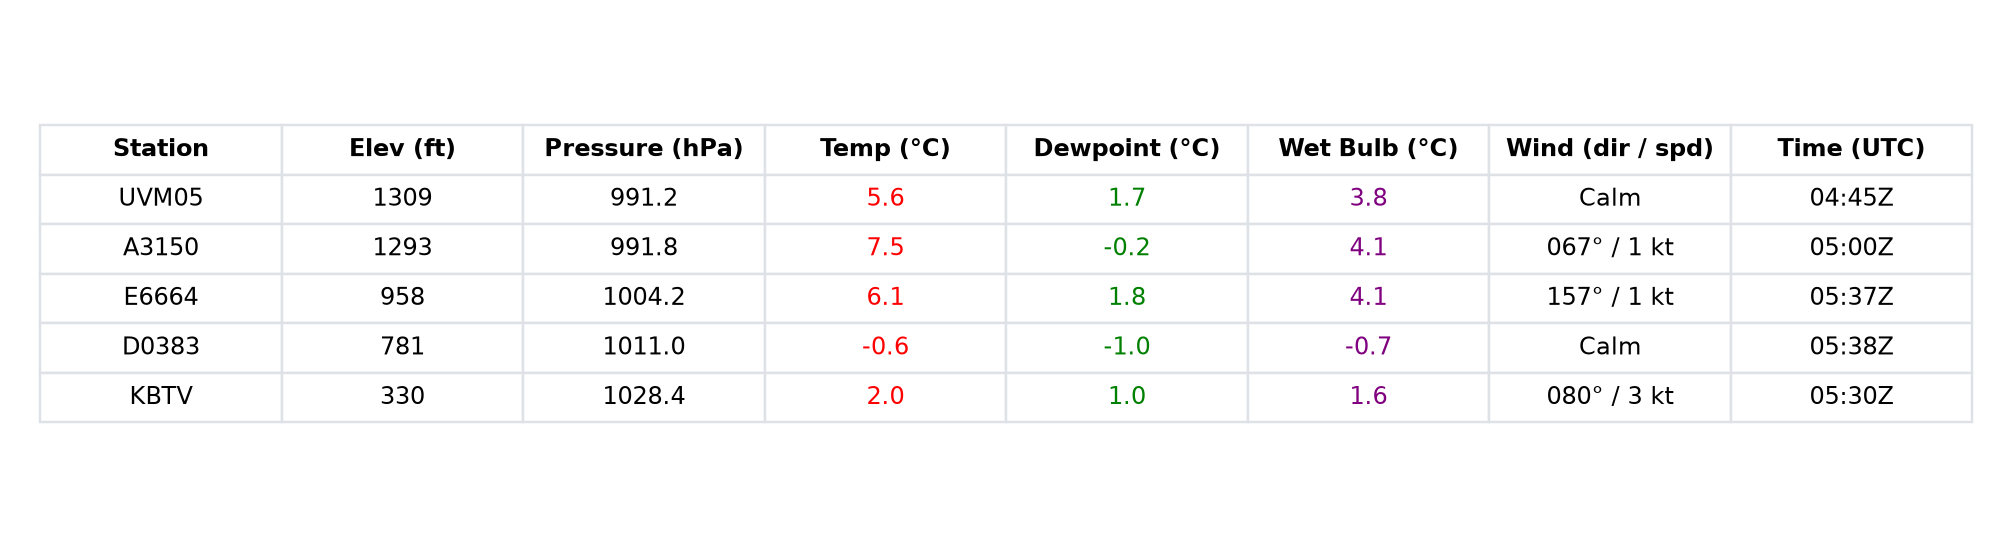 Station Elev (ft) Pressure (hPa) Temp (°C) Dewpoint (°C) Wet Bulb (°C) Wind (dir / spd) Time (UTC)
UVM05 1309 991.2 5.6 1.7 3.8 Calm 04:45Z
A3150 1293 991.8 7.5 -0.2 4.1 067° / 1 kt 05:00Z
E6664 958 1004.2 6.1 1.8 4.1 157° / 1 kt 05:37Z
D0383 781 1011.0 -0.6 -1.0 -0.7 Calm 05:38Z
KBTV 330 1028.4 2.0 1.0 1.6 080° / 3 kt 05:30Z